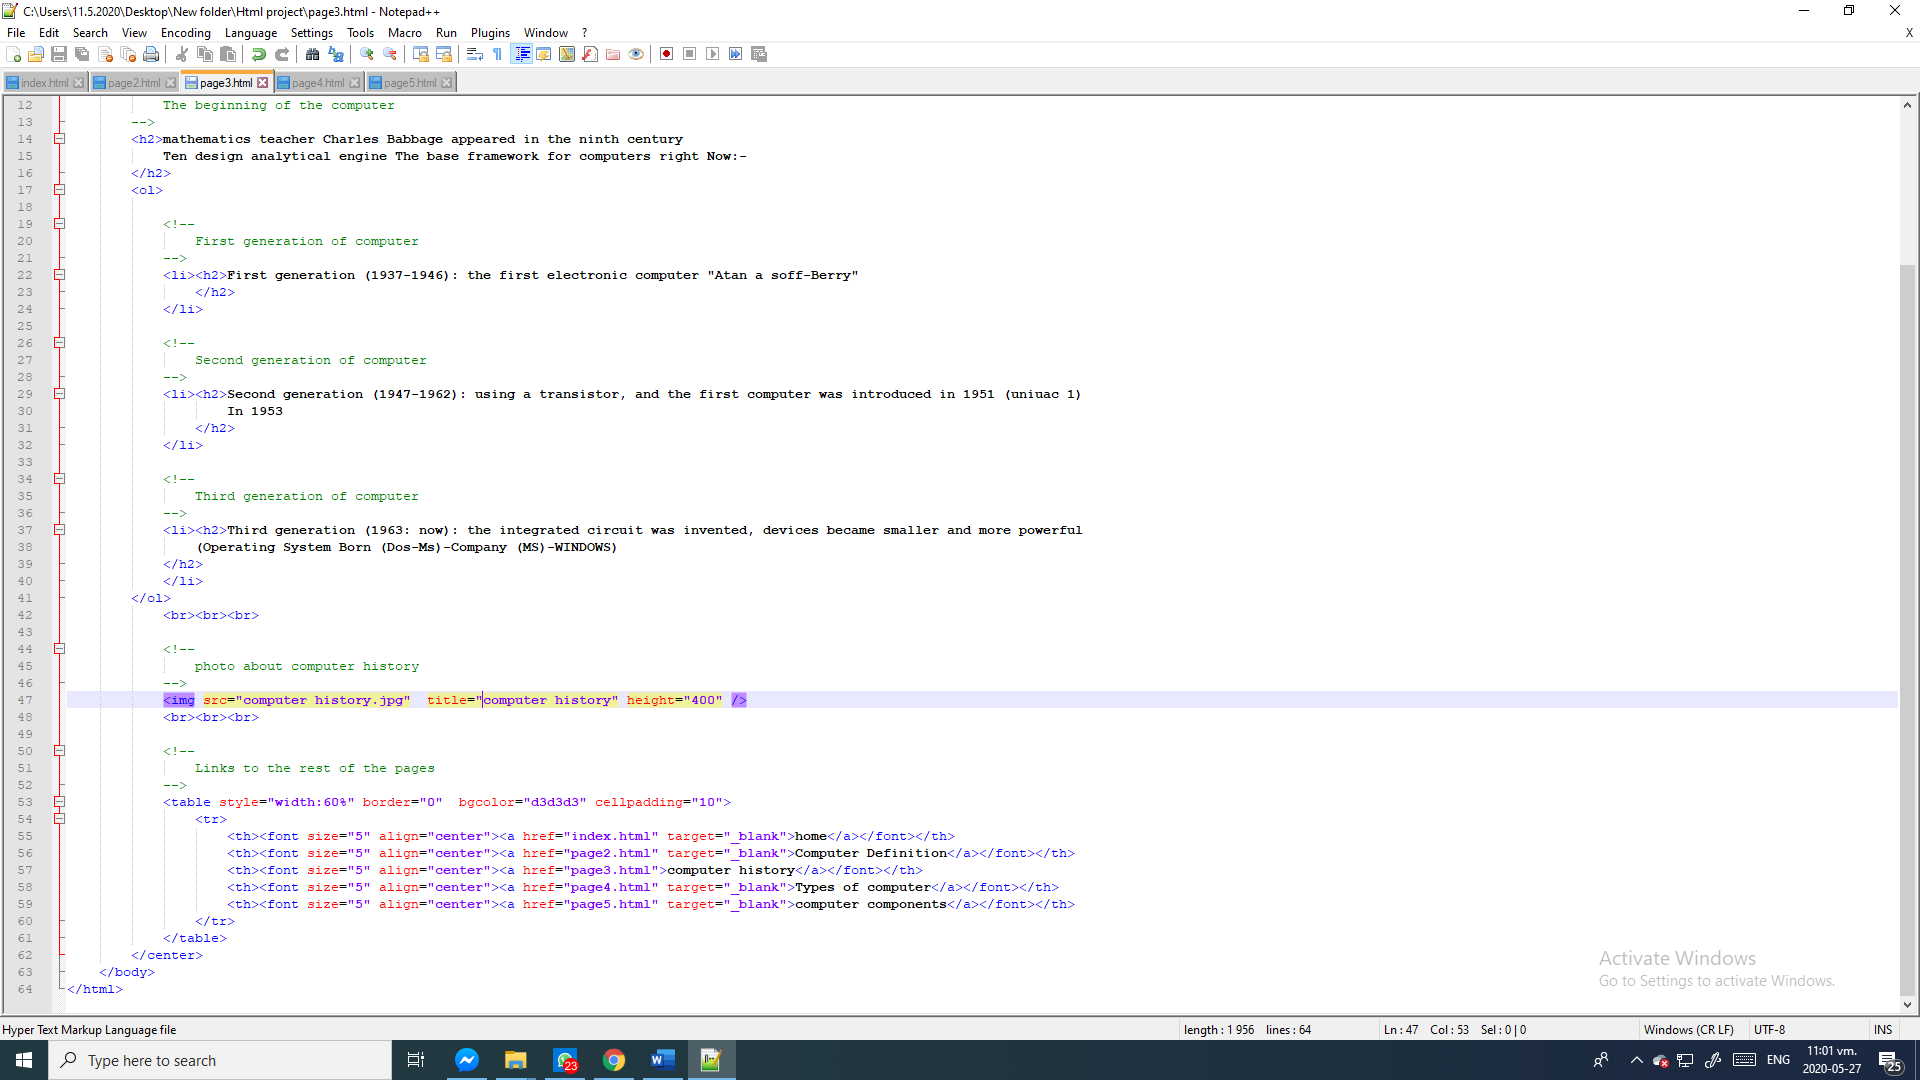 C:\Users\11.5.2020\Desktop\New folder\Html project\page3.html - Notepad++
File Edit Search View Encoding Language Settings Tools Macro Run Plugins Window ? X
index.html page2.html page3.html page4.html page5.html
12 The beginning of the computer
13 -->
14 <h2>mathematics teacher Charles Babbage appeared in the ninth century
15 Ten design analytical engine The base framework for computers right Now:-
16 </h2>
17 <ol>
18
19 <!--
20 First generation of computer
21 -->
22 <li><h2>First generation (1937-1946): the first electronic computer "Atan a soff-Berry"
23 </h2>
24 </li>
25
26 <!--
27 Second generation of computer
28 -->
29 <li><h2>Second generation (1947-1962): using a transistor, and the first computer was introduced in 1951 (uniuac 1)
30 In 1953
31 </h2>
32 </li>
33
34 <!--
35 Third generation of computer
36 -->
37 <li><h2>Third generation (1963: now): the integrated circuit was invented, devices became smaller and more powerful
38 (Operating System Born (Dos-Ms)-Company (MS)-WINDOWS)
39 </h2>
40 </li>
41 </ol>
42 <br><br><br>
43
44 <!--
45 photo about computer history
46 -->
47 <img src="computer history.jpg"  title="computer history" height="400" />
48 <br><br><br>
49
50 <!--
51 Links to the rest of the pages
52 -->
53 <table style="width:60%" border="0"  bgcolor="d3d3d3" cellpadding="10">
54 <tr>
55 <th><font size="5" align="center"><a href="index.html" target="_blank">home</a></font></th>
56 <th><font size="5" align="center"><a href="page2.html" target="_blank">Computer Definition</a></font></th>
57 <th><font size="5" align="center"><a href="page3.html">computer history</a></font></th>
58 <th><font size="5" align="center"><a href="page4.html" target="_blank">Types of computer</a></font></th>
59 <th><font size="5" align="center"><a href="page5.html" target="_blank">computer components</a></font></th>
60 </tr>
61 </table>
62 </center>
63 </body>
64 </html>
Activate Windows
Go to Settings to activate Windows.
Hyper Text Markup Language file length : 1 956 lines : 64 Ln : 47 Col : 53 Sel : 0 | 0 Windows (CR LF) UTF-8 INS
Type here to search 23 ENG 11:01 vm. 25
2020-05-27